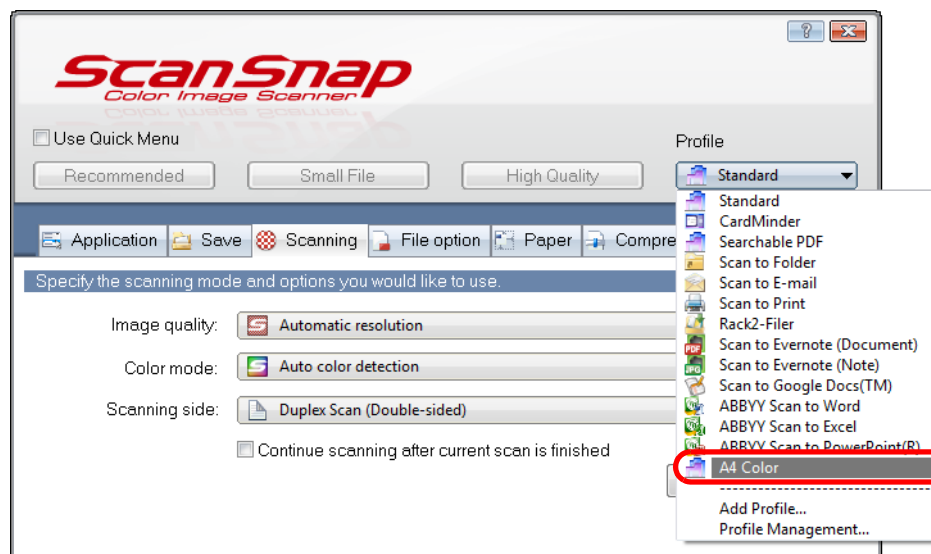 ScanSnap
Color Image Scanner
Use Quick Menu
Profile
Recommended Small File High Quality Standard
Application Save Scanning File option Paper Compre
Specify the scanning mode and options you would like to use.
Image quality: Automatic resolution
Color mode: Auto color detection
Scanning side: Duplex Scan (Double-sided)
Continue scanning after current scan is finished
Standard
CardMinder
Searchable PDF
Scan to Folder
Scan to E-mail
Scan to Print
Rack2-Filer
Scan to Evernote (Document)
Scan to Evernote (Note)
Scan to Google Docs(TM)
ABBYY Scan to Word
ABBYY Scan to Excel
ABBYY Scan to PowerPoint(R)
A4 Color
Add Profile...
Profile Management...